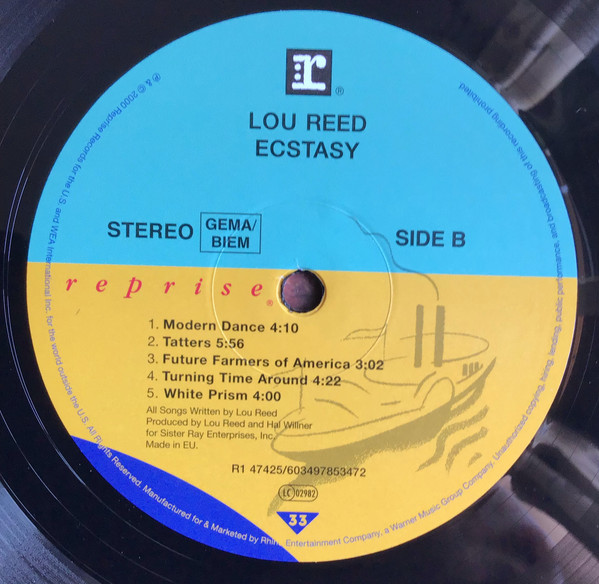 r
®
LOU REED
ECSTASY
STEREO
GEMA/
BIEM
SIDE B
reprise®
1. Modern Dance 4:10
2. Tatters 5:56
3. Future Farmers of America 3:02
4. Turning Time Around 4:22
5. White Prism 4:00
All Songs Written by Lou Reed
Produced by Lou Reed and Hal Willner
for Sister Ray Enterprises, Inc.
Made in EU.
R1 47425/603497853472
LC 02982
33
℗ & © 2000 Reprise Records for the U.S. and WEA International Inc. for the world outside the U.S. All Rights Reserved. Manufactured for & Marketed by Rhino Entertainment Company, a Warner Music Group Company. Unauthorized copying, hiring, lending, public performance, and broadcasting of this recording prohibited.